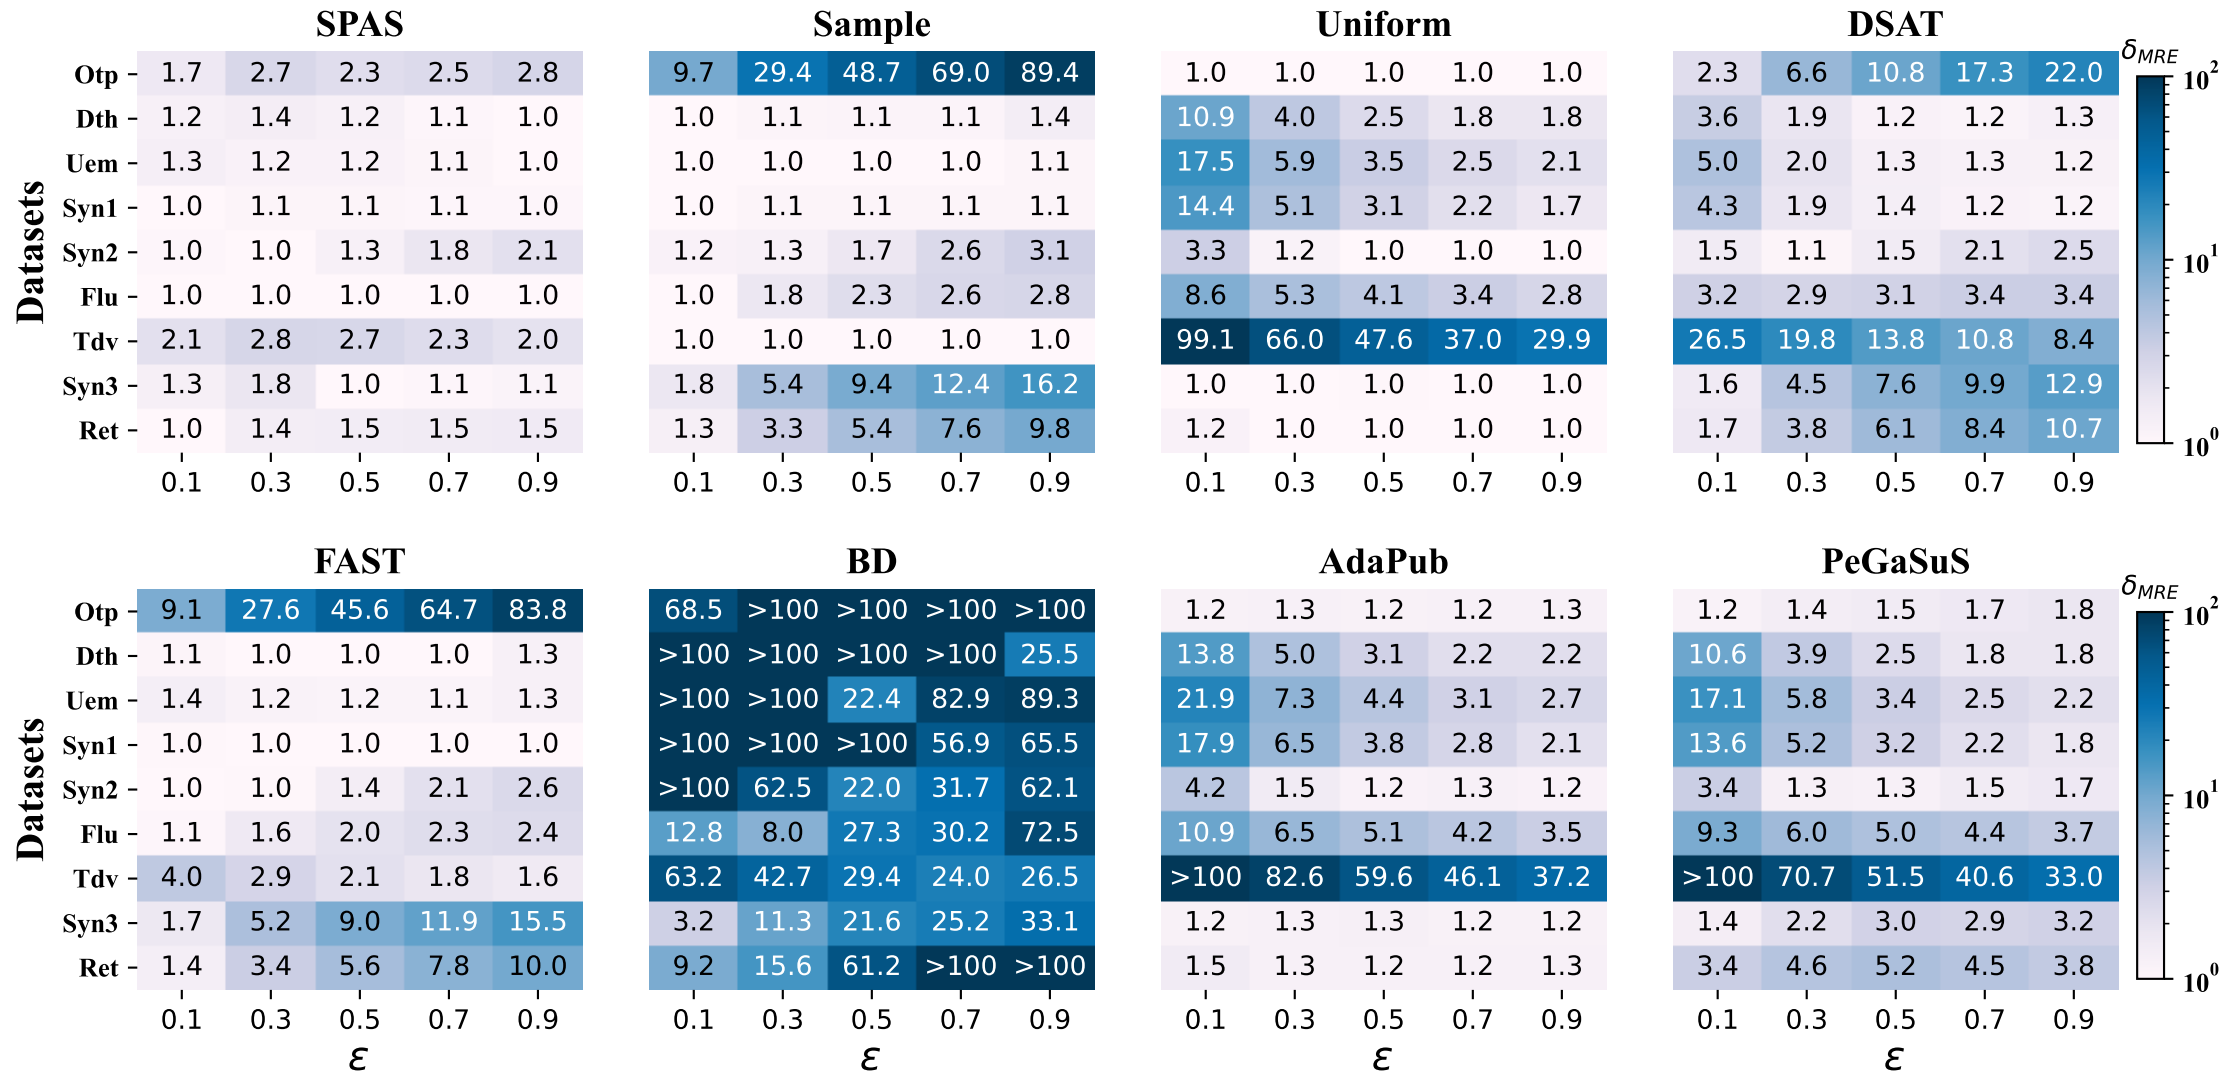 SPAS Sample Uniform DSAT
δMRE
Otp 1.7 2.7 2.3 2.5 2.8 9.7 29.4 48.7 69.0 89.4 1.0 1.0 1.0 1.0 1.0 2.3 6.6 10.8 17.3 22.0 10²
Dth 1.2 1.4 1.2 1.1 1.0 1.0 1.1 1.1 1.1 1.4 10.9 4.0 2.5 1.8 1.8 3.6 1.9 1.2 1.2 1.3
Uem 1.3 1.2 1.2 1.1 1.0 1.0 1.0 1.0 1.0 1.1 17.5 5.9 3.5 2.5 2.1 5.0 2.0 1.3 1.3 1.2
Syn1 1.0 1.1 1.1 1.1 1.0 1.0 1.1 1.1 1.1 1.1 14.4 5.1 3.1 2.2 1.7 4.3 1.9 1.4 1.2 1.2
Datasets
Syn2 1.0 1.0 1.3 1.8 2.1 1.2 1.3 1.7 2.6 3.1 3.3 1.2 1.0 1.0 1.0 1.5 1.1 1.5 2.1 2.5 10¹
Flu 1.0 1.0 1.0 1.0 1.0 1.0 1.8 2.3 2.6 2.8 8.6 5.3 4.1 3.4 2.8 3.2 2.9 3.1 3.4 3.4
Tdv 2.1 2.8 2.7 2.3 2.0 1.0 1.0 1.0 1.0 1.0 99.1 66.0 47.6 37.0 29.9 26.5 19.8 13.8 10.8 8.4
Syn3 1.3 1.8 1.0 1.1 1.1 1.8 5.4 9.4 12.4 16.2 1.0 1.0 1.0 1.0 1.0 1.6 4.5 7.6 9.9 12.9
Ret 1.0 1.4 1.5 1.5 1.5 1.3 3.3 5.4 7.6 9.8 1.2 1.0 1.0 1.0 1.0 1.7 3.8 6.1 8.4 10.7 10⁰
0.1 0.3 0.5 0.7 0.9 0.1 0.3 0.5 0.7 0.9 0.1 0.3 0.5 0.7 0.9 0.1 0.3 0.5 0.7 0.9
FAST BD AdaPub PeGaSuS
δMRE
Otp 9.1 27.6 45.6 64.7 83.8 68.5 >100 >100 >100 >100 1.2 1.3 1.2 1.2 1.3 1.2 1.4 1.5 1.7 1.8 10²
Dth 1.1 1.0 1.0 1.0 1.3 >100 >100 >100 >100 25.5 13.8 5.0 3.1 2.2 2.2 10.6 3.9 2.5 1.8 1.8
Uem 1.4 1.2 1.2 1.1 1.3 >100 >100 22.4 82.9 89.3 21.9 7.3 4.4 3.1 2.7 17.1 5.8 3.4 2.5 2.2
Syn1 1.0 1.0 1.0 1.0 1.0 >100 >100 >100 56.9 65.5 17.9 6.5 3.8 2.8 2.1 13.6 5.2 3.2 2.2 1.8
Datasets
Syn2 1.0 1.0 1.4 2.1 2.6 >100 62.5 22.0 31.7 62.1 4.2 1.5 1.2 1.3 1.2 3.4 1.3 1.3 1.5 1.7 10¹
Flu 1.1 1.6 2.0 2.3 2.4 12.8 8.0 27.3 30.2 72.5 10.9 6.5 5.1 4.2 3.5 9.3 6.0 5.0 4.4 3.7
Tdv 4.0 2.9 2.1 1.8 1.6 63.2 42.7 29.4 24.0 26.5 >100 82.6 59.6 46.1 37.2 >100 70.7 51.5 40.6 33.0
Syn3 1.7 5.2 9.0 11.9 15.5 3.2 11.3 21.6 25.2 33.1 1.2 1.3 1.3 1.2 1.2 1.4 2.2 3.0 2.9 3.2
Ret 1.4 3.4 5.6 7.8 10.0 9.2 15.6 61.2 >100 >100 1.5 1.3 1.2 1.2 1.3 3.4 4.6 5.2 4.5 3.8 10⁰
0.1 0.3 0.5 0.7 0.9 0.1 0.3 0.5 0.7 0.9 0.1 0.3 0.5 0.7 0.9 0.1 0.3 0.5 0.7 0.9
ε ε ε ε